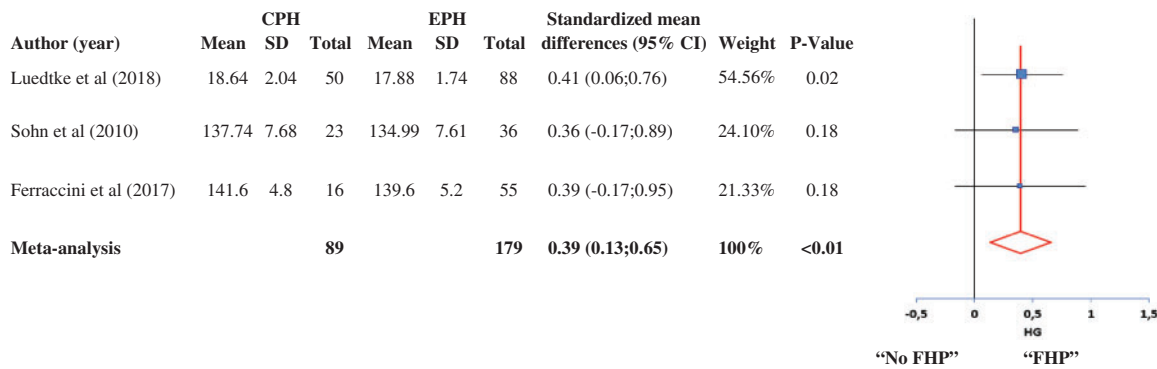 CPH EPH Standardized mean
Author (year) Mean SD Total Mean SD Total differences (95% CI) Weight P-Value
Luedtke et al (2018) 18.64 2.04 50 17.88 1.74 88 0.41 (0.06;0.76) 54.56% 0.02
Sohn et al (2010) 137.74 7.68 23 134.99 7.61 36 0.36 (-0.17;0.89) 24.10% 0.18
Ferraccini et al (2017) 141.6 4.8 16 139.6 5.2 55 0.39 (-0.17;0.95) 21.33% 0.18
Meta-analysis 89 179 0.39 (0.13;0.65) 100% <0.01
-0,5 0 0,5 1 1,5
HG
“No FHP” “FHP”